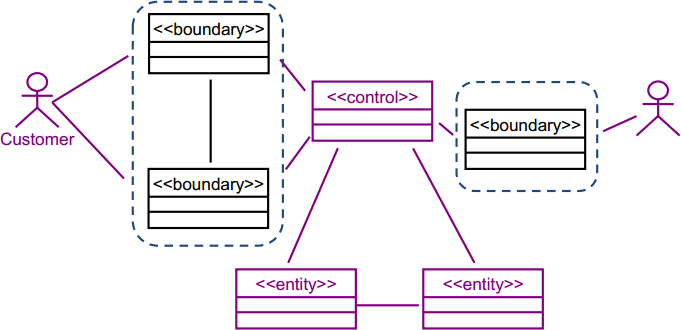 <<boundary>>
<<control>>
<<boundary>>
Customer
<<boundary>>
<<entity>>
<<entity>>